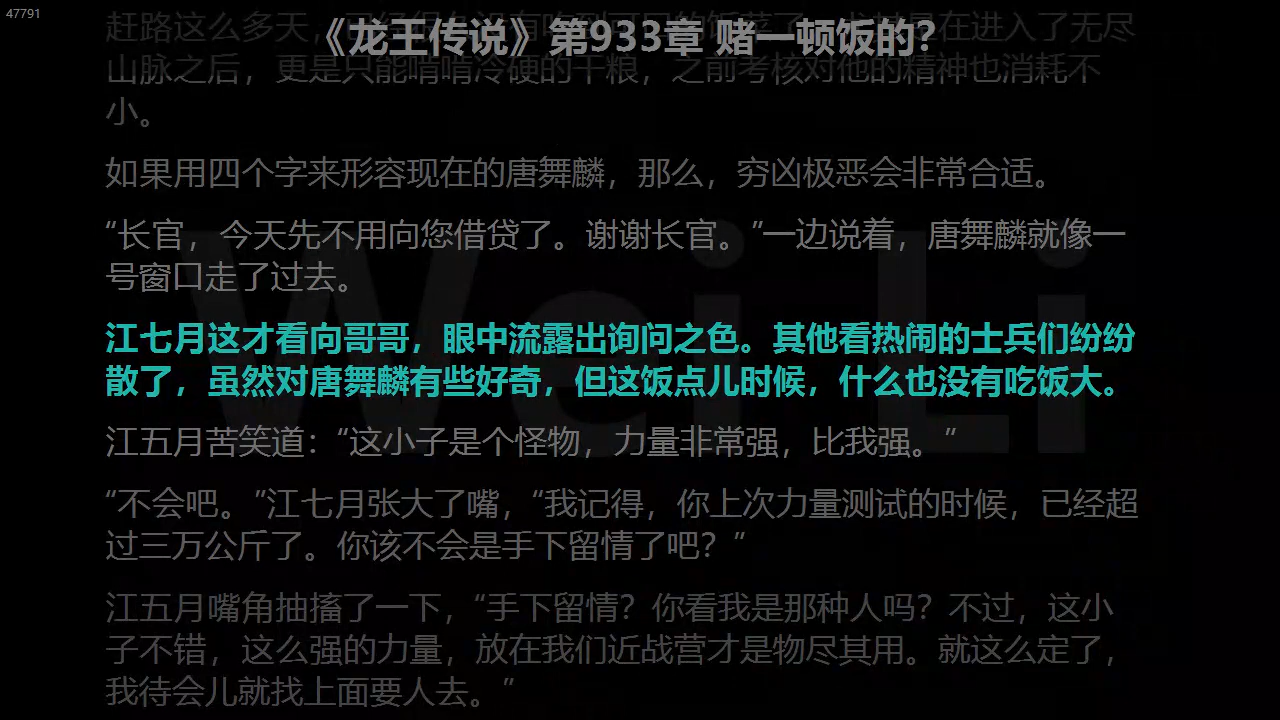 47791
《龙王传说》第933章 赌一顿饭的?
赶路这么多天，
山脉之后，更是只能啃啃冷硬的干粮，之前考核对他的精神也消耗不
小。
如果用四个字来形容现在的唐舞麟，那么，穷凶极恶会非常合适。
“长官，今天先不用向您借贷了。谢谢长官。”一边说着，唐舞麟就像一
号窗口走了过去。
江七月这才看向哥哥，眼中流露出询问之色。其他看热闹的士兵们纷纷
散了，虽然对唐舞麟有些好奇，但这饭点儿时候，什么也没有吃饭大。
江五月苦笑道：“这小子是个怪物，力量非常强，比我强。”
“不会吧。”江七月张大了嘴，“我记得，你上次力量测试的时候，已经超
过三万公斤了。你该不会是手下留情了吧？”
江五月嘴角抽搐了一下，“手下留情？你看我是那种人吗？不过，这小
子不错，这么强的力量，放在我们近战营才是物尽其用。就这么定了，
我待会儿就找上面要人去。”
Wei Li